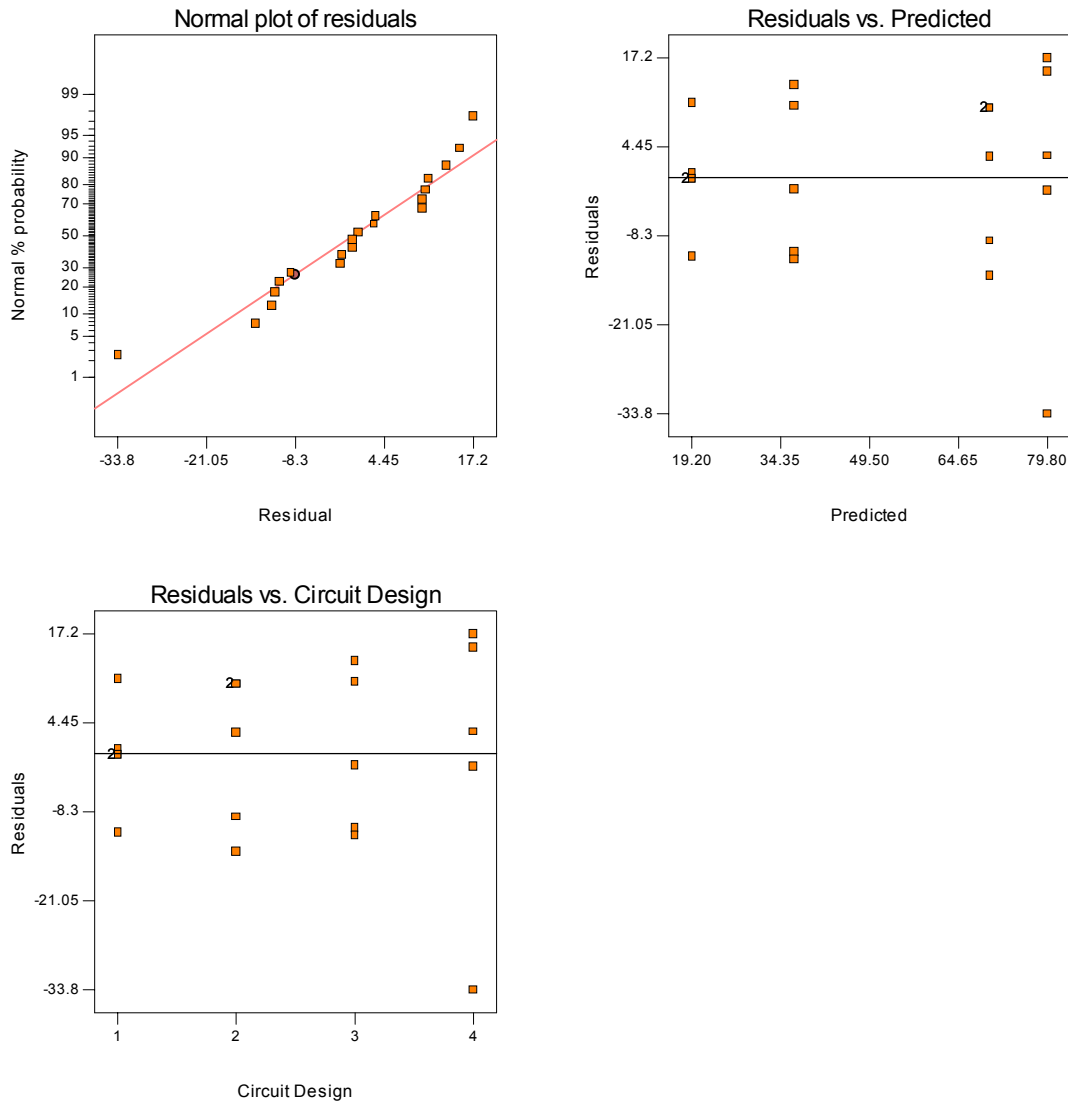 Normal plot of residuals
Normal % probability
99
95
90
80
70
50
30
20
10
5
1
-33.8 -21.05 -8.3 4.45 17.2
Residual
Residuals vs. Predicted
Residuals
17.2
4.45
-8.3
-21.05
-33.8
2
2
19.20 34.35 49.50 64.65 79.80
Predicted
Residuals vs. Circuit Design
Residuals
17.2
4.45
-8.3
-21.05
-33.8
2
2
1 2 3 4
Circuit Design